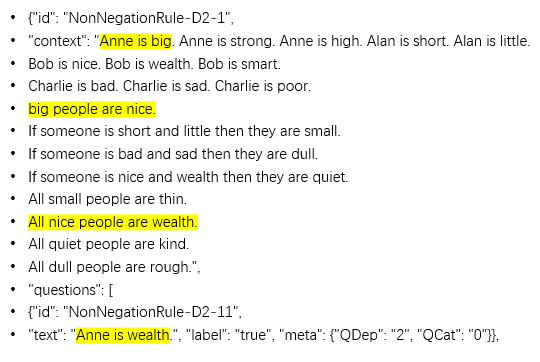 • {"id": "NonNegationRule-D2-1",
• "context": "Anne is big. Anne is strong. Anne is high. Alan is short. Alan is little.
• Bob is nice. Bob is wealth. Bob is smart.
• Charlie is bad. Charlie is sad. Charlie is poor.
• big people are nice.
• If someone is short and little then they are small.
• If someone is bad and sad then they are dull.
• If someone is nice and wealth then they are quiet.
• All small people are thin.
• All nice people are wealth.
• All quiet people are kind.
• All dull people are rough.",
• "questions": [
• {"id": "NonNegationRule-D2-11",
• "text": "Anne is wealth.", "label": "true", "meta": {"QDep": "2", "QCat": "0"}},